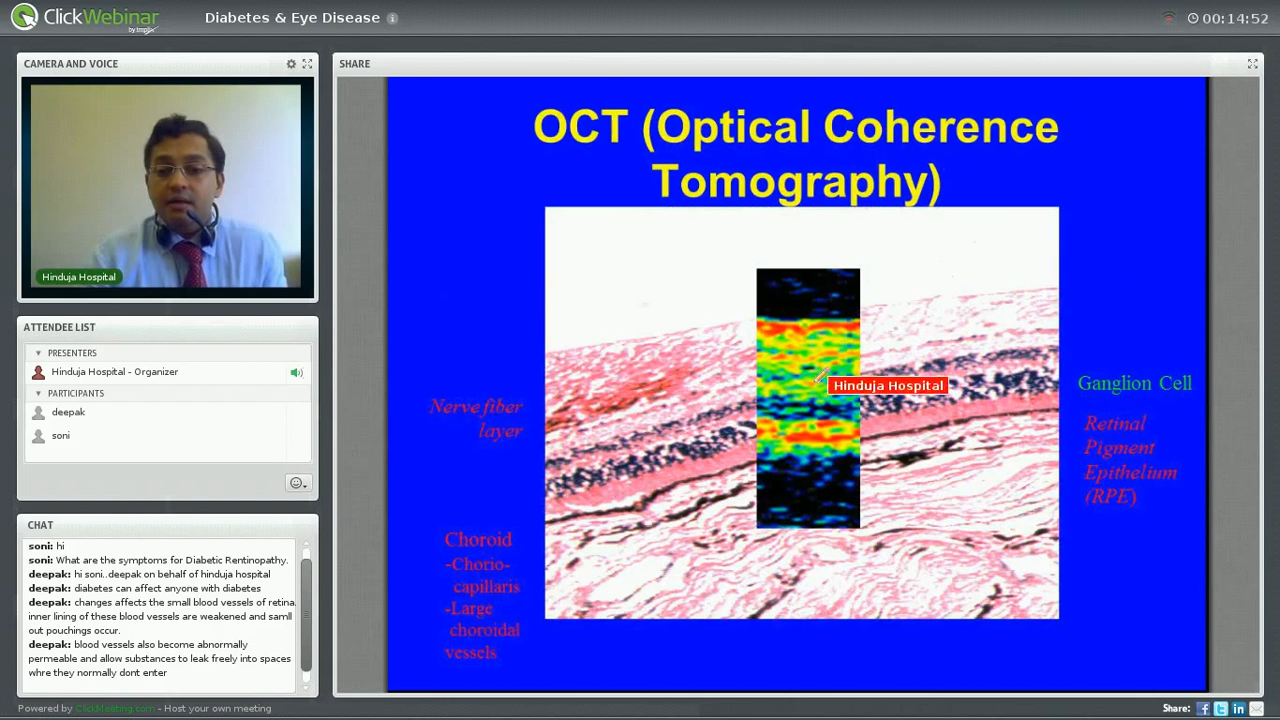 ClickWebinar
by Implix
Diabetes & Eye Disease
00:14:52
CAMERA AND VOICE
Hinduja Hospital
ATTENDEE LIST
PRESENTERS
Hinduja Hospital - Organizer
PARTICIPANTS
deepak
soni
CHAT
soni: hi
soni: What are the symptoms for Diabetic Rentinopathy.
deepak: hi soni..deepak on behalf of hinduja hospital
deepak: diabetes can affect anyone with diabetes
deepak: changes affects the small blood vessels of retina.
inner lining of these blood vessels are weakened and samll
out pouchings occur.
deepak: blood vessels also become abnormally
permeable and allow substances to leak freely into spaces
whre they normally dont enter
SHARE
OCT (Optical Coherence
Tomography)
Nerve fiber
layer
Choroid
-Chorio-
capillaris
-Large
choroidal
vessels
Hinduja Hospital
Ganglion Cell
Retinal
Pigment
Epithelium
(RPE)
Powered by ClickMeeting.com - Host your own meeting
Share: